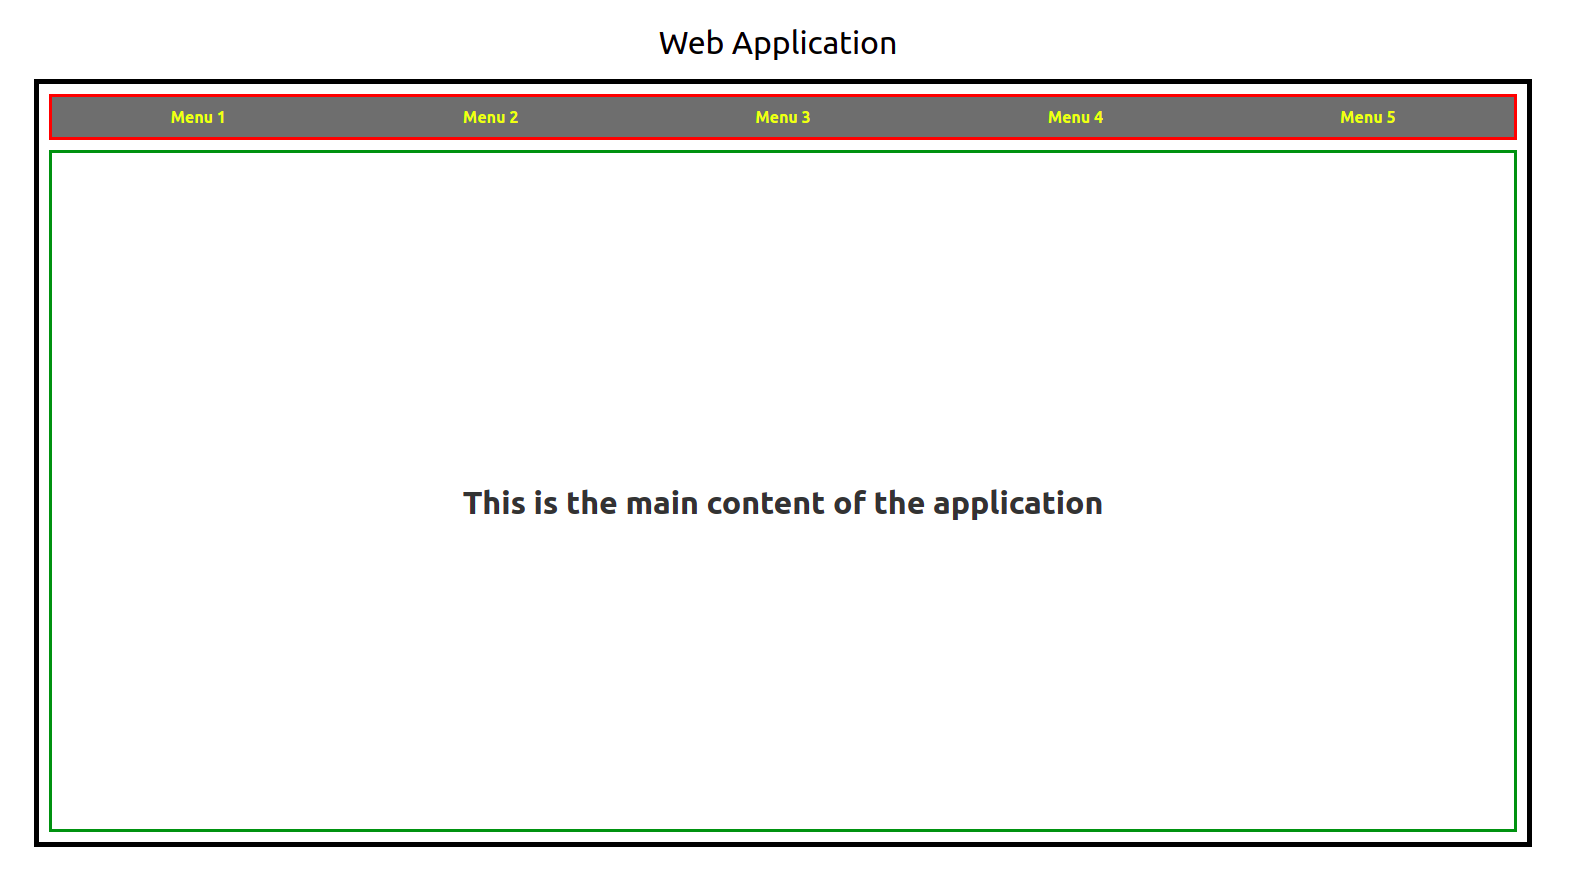 Web Application
Menu 1 Menu 2 Menu 3 Menu 4 Menu 5
This is the main content of the application